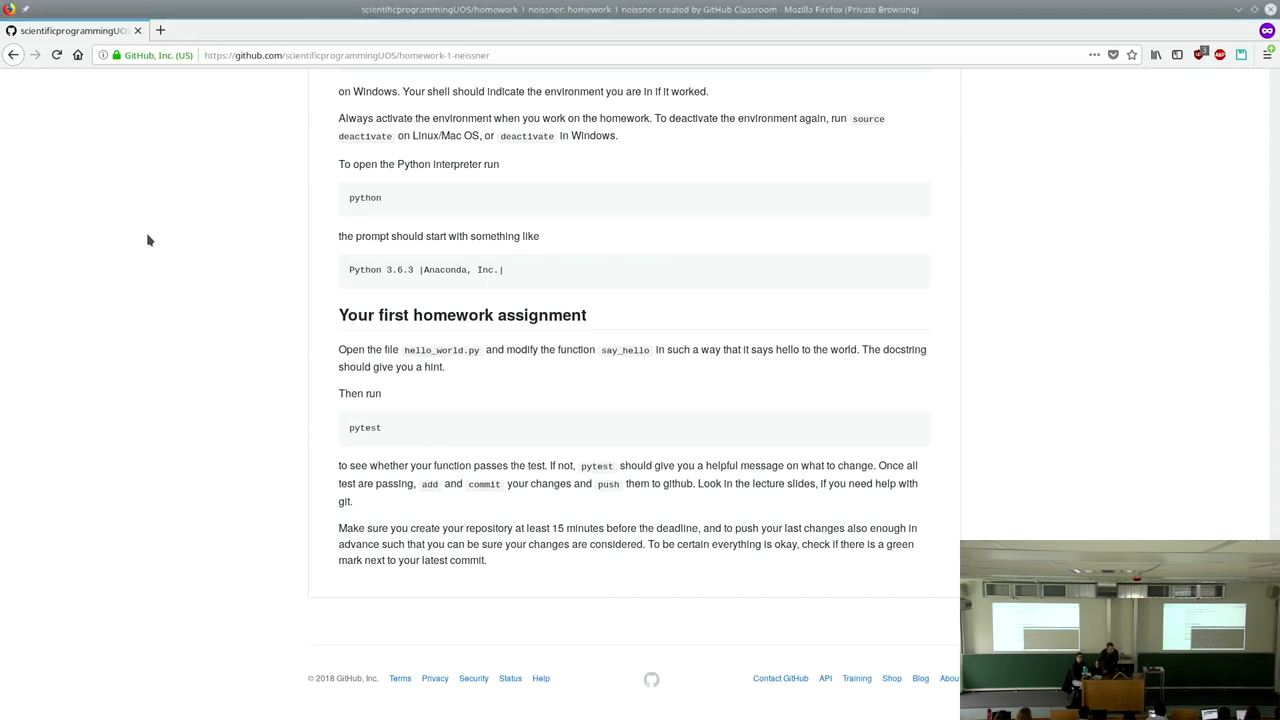 scientificprogrammingUOS/homework-1-neissner: homework-1-neissner created by GitHub Classroom - Mozilla Firefox (Private Browsing)
scientificprogrammingUOS
GitHub, Inc. (US)
https://github.com/scientificprogrammingUOS/homework-1-neissner
on Windows. Your shell should indicate the environment you are in if it worked.
Always activate the environment when you work on the homework. To deactivate the environment again, run source
deactivate on Linux/Mac OS, or deactivate in Windows.
To open the Python interpreter run
python
the prompt should start with something like
Python 3.6.3 |Anaconda, Inc.|
Your first homework assignment
Open the file hello_world.py and modify the function say_hello in such a way that it says hello to the world. The docstring
should give you a hint.
Then run
pytest
to see whether your function passes the test. If not, pytest should give you a helpful message on what to change. Once all
test are passing, add and commit your changes and push them to github. Look in the lecture slides, if you need help with
git.
Make sure you create your repository at least 15 minutes before the deadline, and to push your last changes also enough in
advance such that you can be sure your changes are considered. To be certain everything is okay, check if there is a green
mark next to your latest commit.
© 2018 GitHub, Inc. Terms Privacy Security Status Help
Contact GitHub API Training Shop Blog Abou